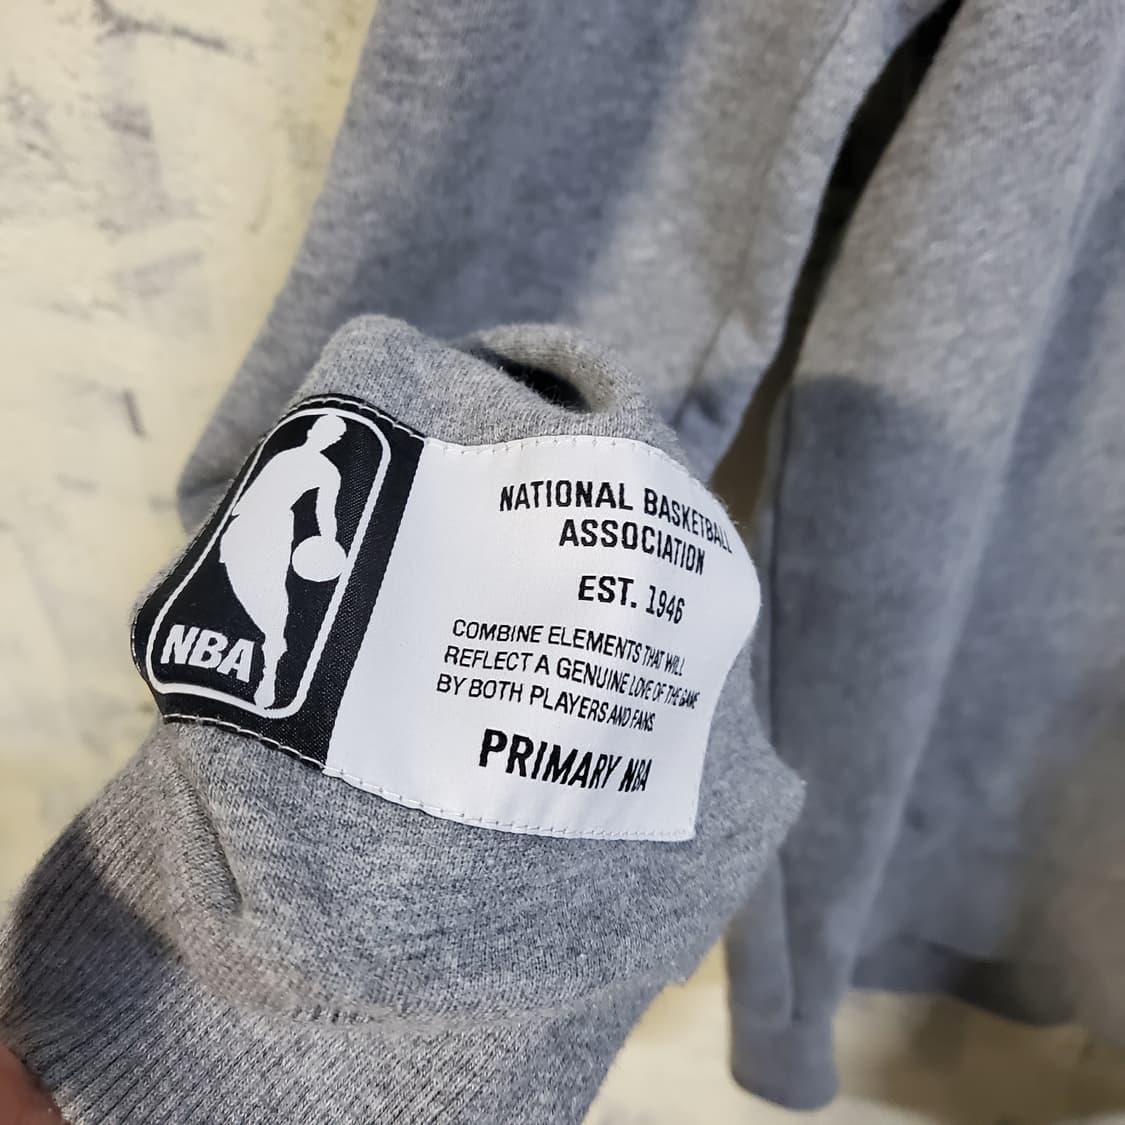 NBA
NATIONAL BASKETBALL
ASSOCIATION
EST. 1946
COMBINE ELEMENTS THAT WILL
REFLECT A GENUINE LOVE OF THE GAME
BY BOTH PLAYERS AND FANS.
PRIMARY NBA